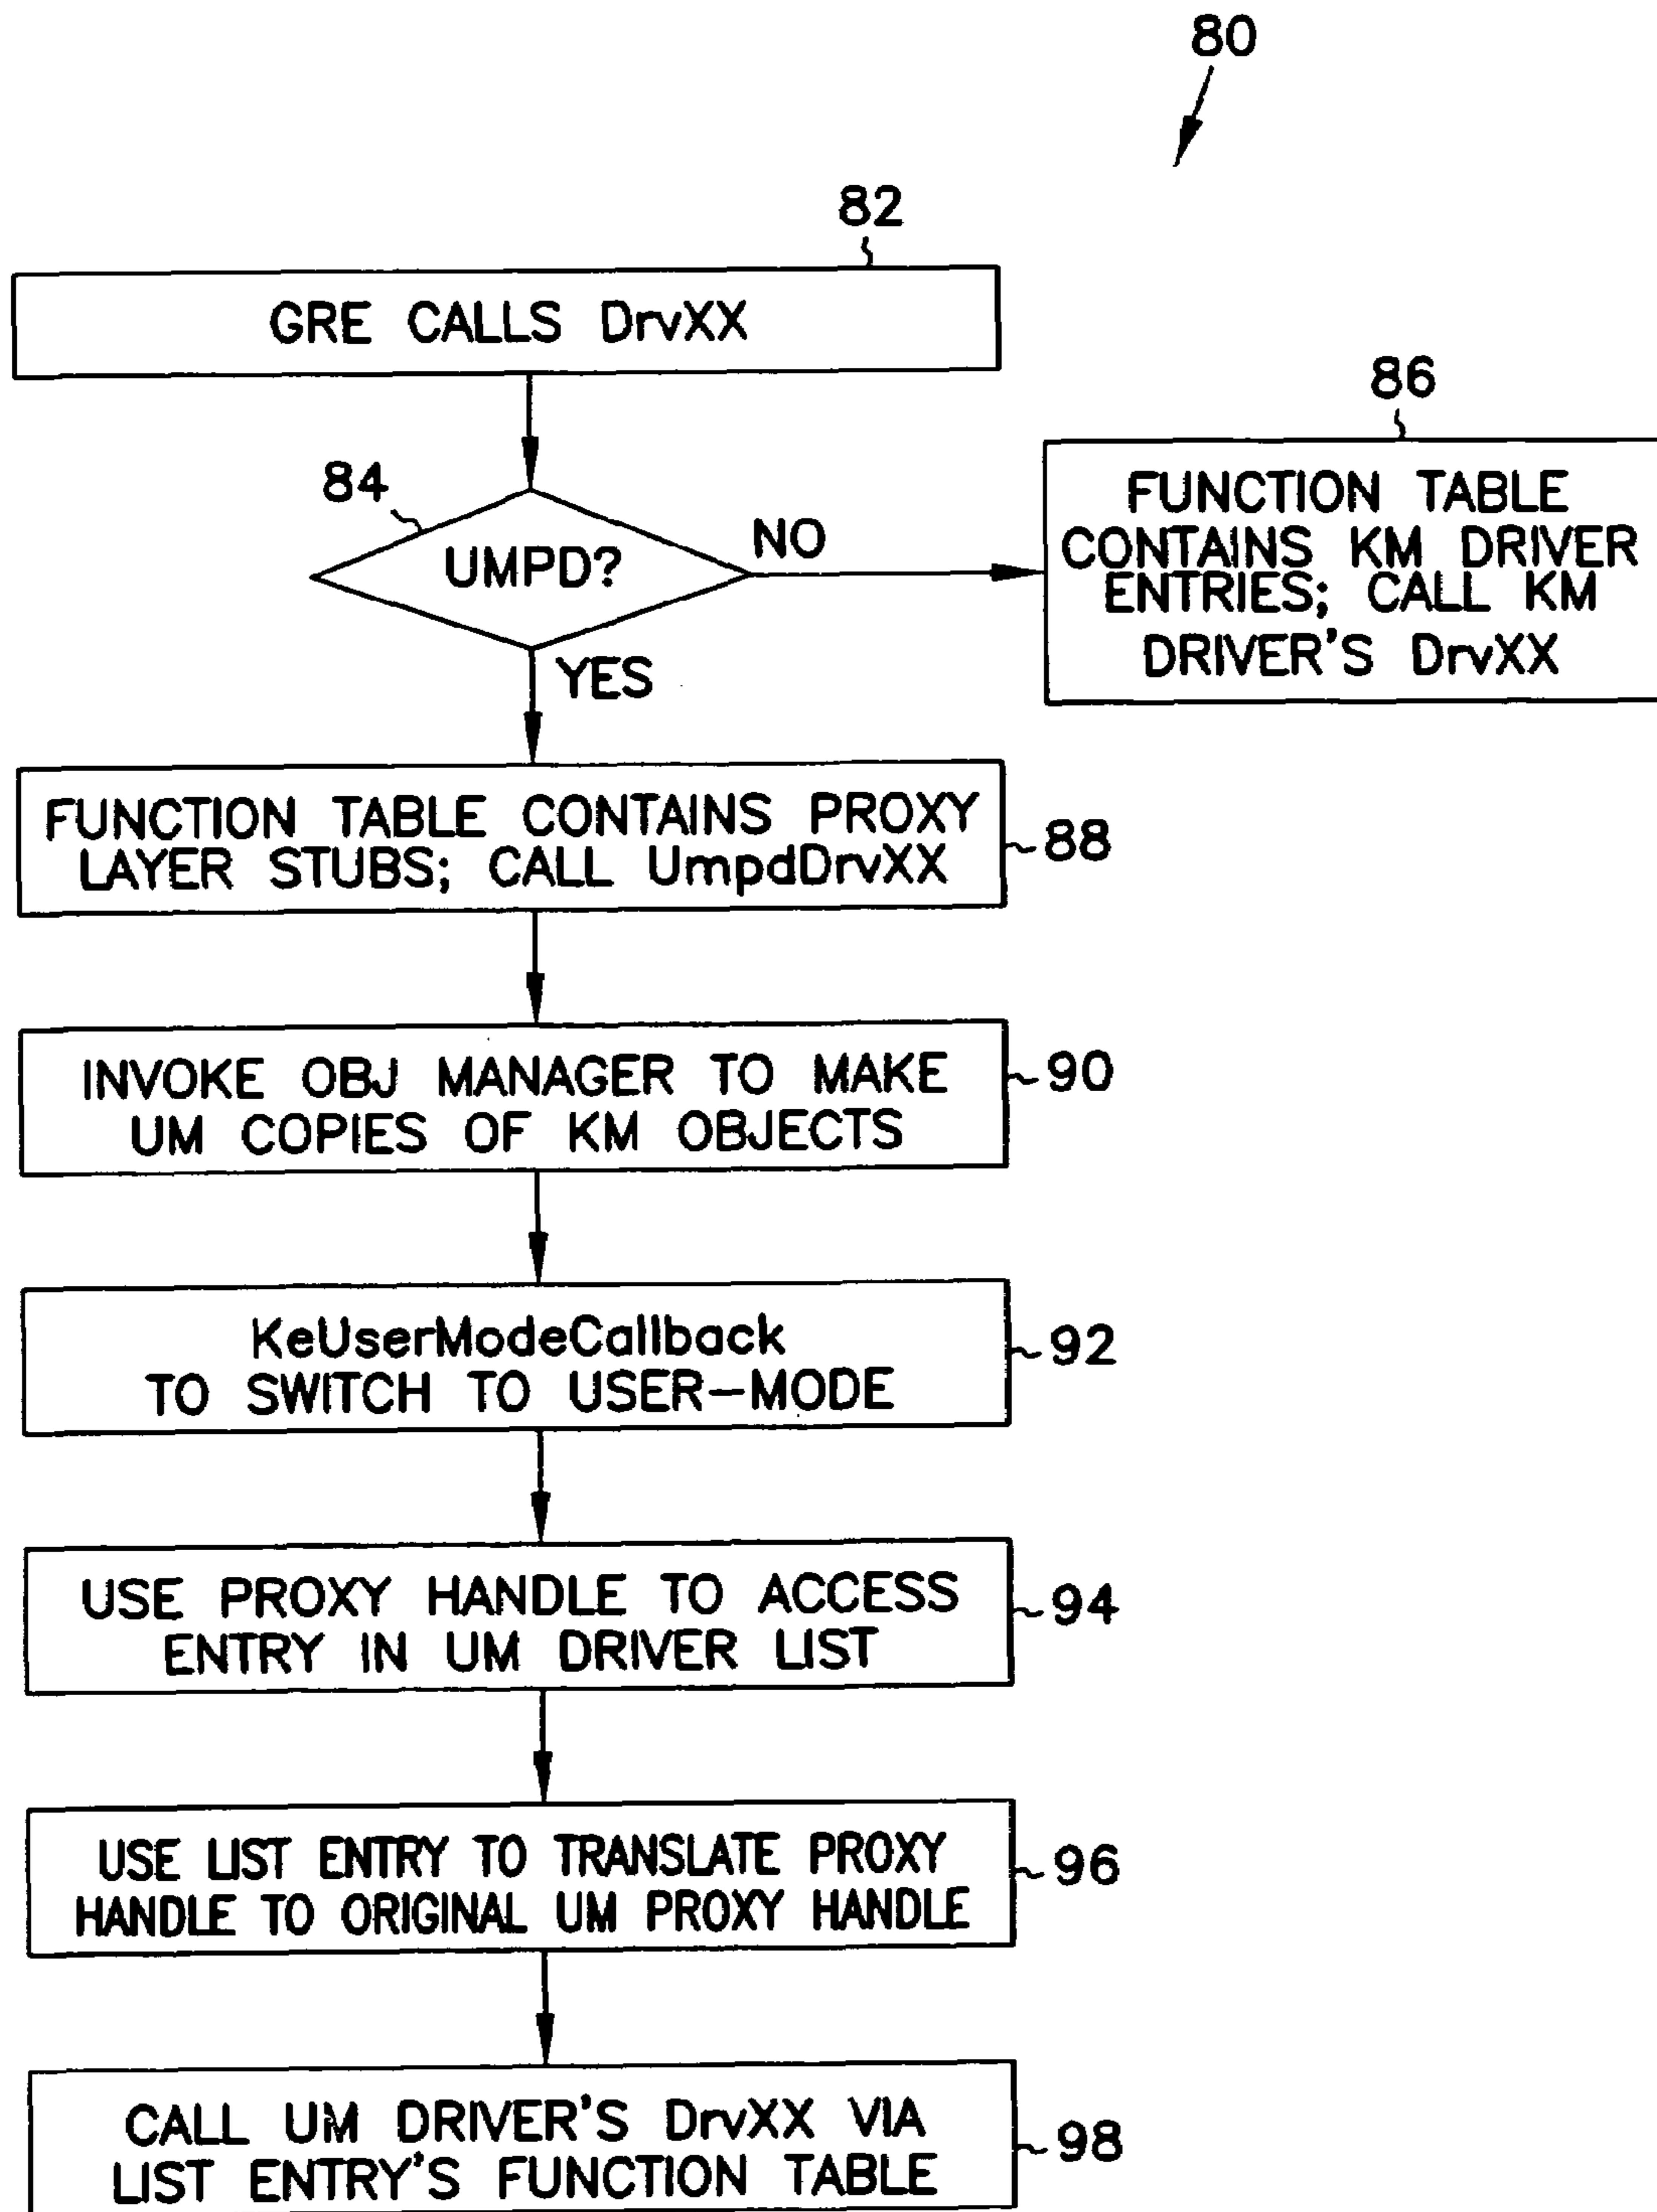 80
82
GRE CALLS DrvXX
84
UMPD?
NO
86
FUNCTION TABLE
CONTAINS KM DRIVER
ENTRIES; CALL KM
DRIVER'S DrvXX
YES
FUNCTION TABLE CONTAINS PROXY
LAYER STUBS; CALL UmpdDrvXX
88
INVOKE OBJ MANAGER TO MAKE
UM COPIES OF KM OBJECTS
90
KeUserModeCallback
TO SWITCH TO USER-MODE
92
USE PROXY HANDLE TO ACCESS
ENTRY IN UM DRIVER LIST
94
USE LIST ENTRY TO TRANSLATE PROXY
HANDLE TO ORIGINAL UM PROXY HANDLE
96
CALL UM DRIVER'S DrvXX VIA
LIST ENTRY'S FUNCTION TABLE
98